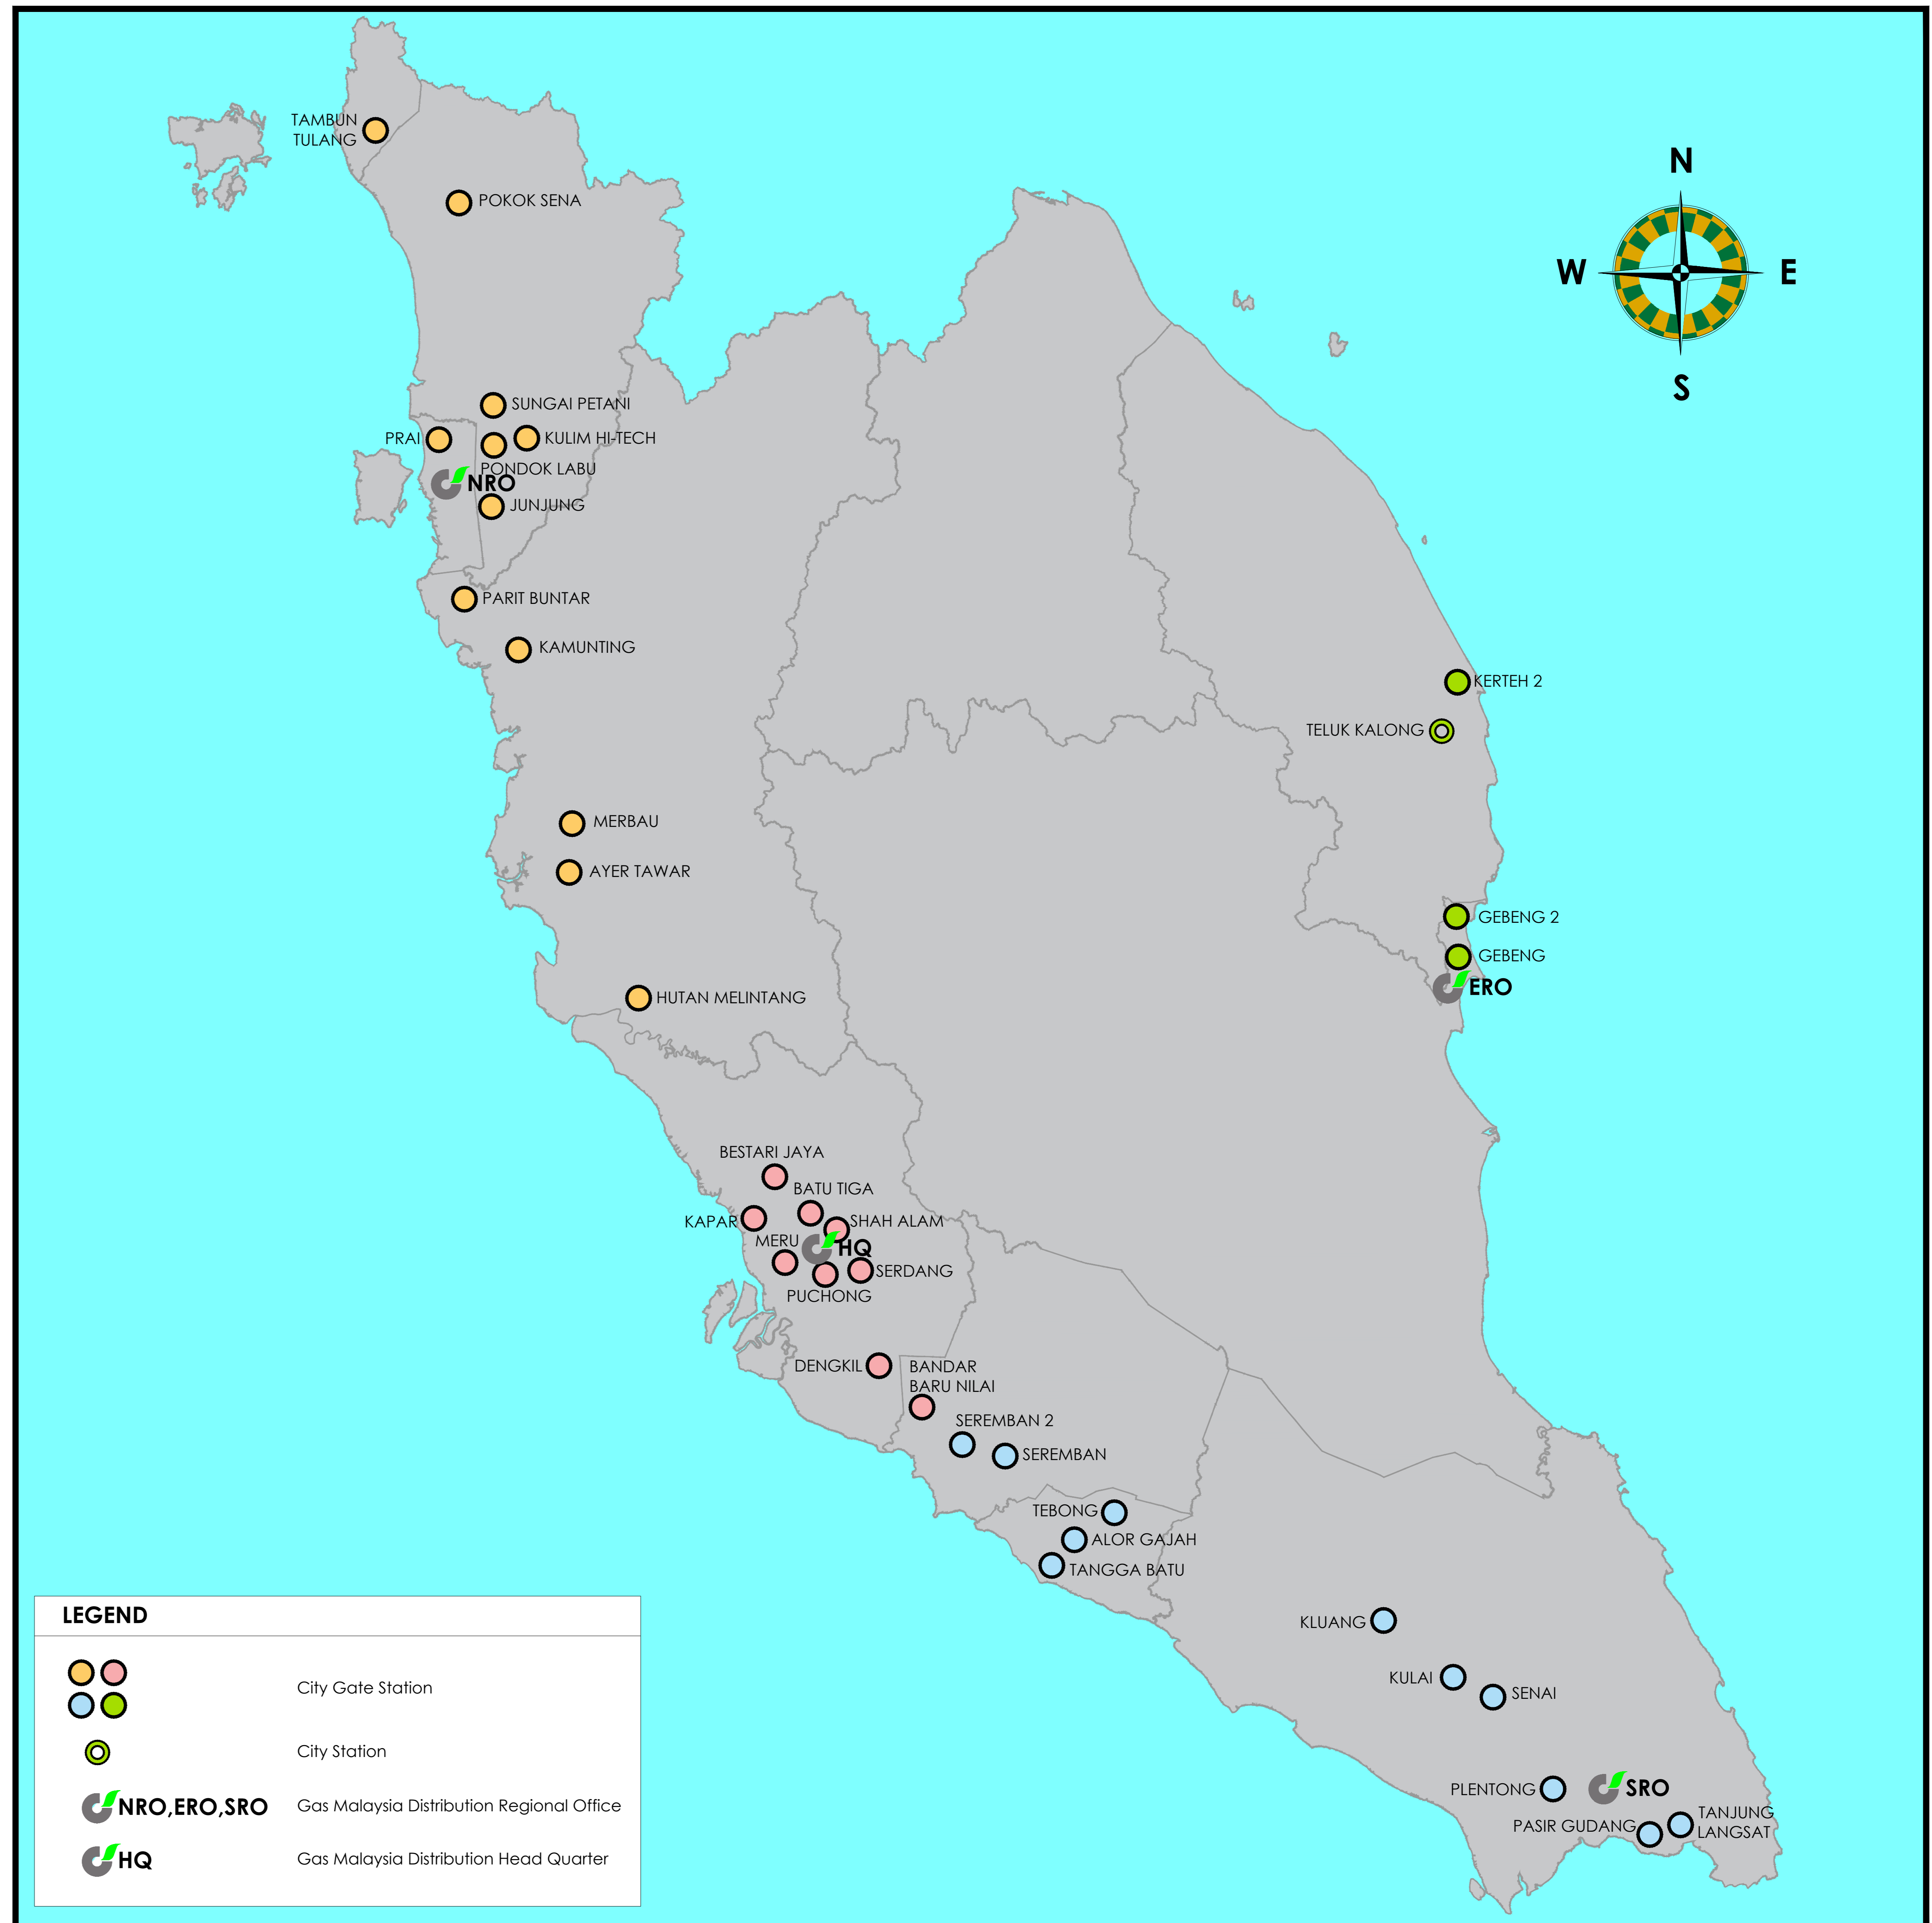 N
W
E
S
TAMBUN
TULANG
POKOK SENA
SUNGAI PETANI
PRAI
KULIM HI-TECH
PONDOK LABU
NRO
JUNJUNG
PARIT BUNTAR
KAMUNTING
KERTEH 2
TELUK KALONG
MERBAU
AYER TAWAR
GEBENG 2
GEBENG
ERO
HUTAN MELINTANG
BESTARI JAYA
BATU TIGA
KAPAR
SHAH ALAM
MERU
HQ
SERDANG
PUCHONG
DENGKIL
BANDAR
BARU NILAI
SEREMBAN 2
SEREMBAN
TEBONG
ALOR GAJAH
TANGGA BATU
KLUANG
KULAI
SENAI
PLENTONG
SRO
PASIR GUDANG
TANJUNG
LANGSAT
LEGEND
City Gate Station
City Station
NRO,ERO,SRO Gas Malaysia Distribution Regional Office
HQ Gas Malaysia Distribution Head Quarter